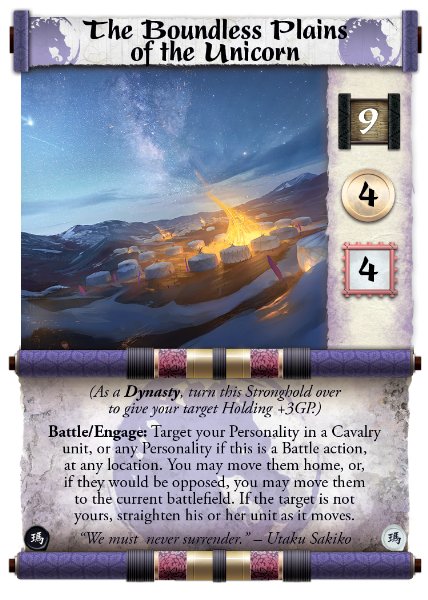 The Boundless Plains
of the Unicorn
9
4
4
(As a Dynasty, turn this Stronghold over
to give your target Holding +3GP.)
Battle/Engage: Target your Personality in a Cavalry
unit, or any Personality if this is a Battle action,
at any location. You may move them home, or,
if they would be opposed, you may move them
to the current battlefield. If the target is not
yours, straighten his or her unit as it moves.
“We must never surrender.” – Utaku Sakiko
瑪 瑪